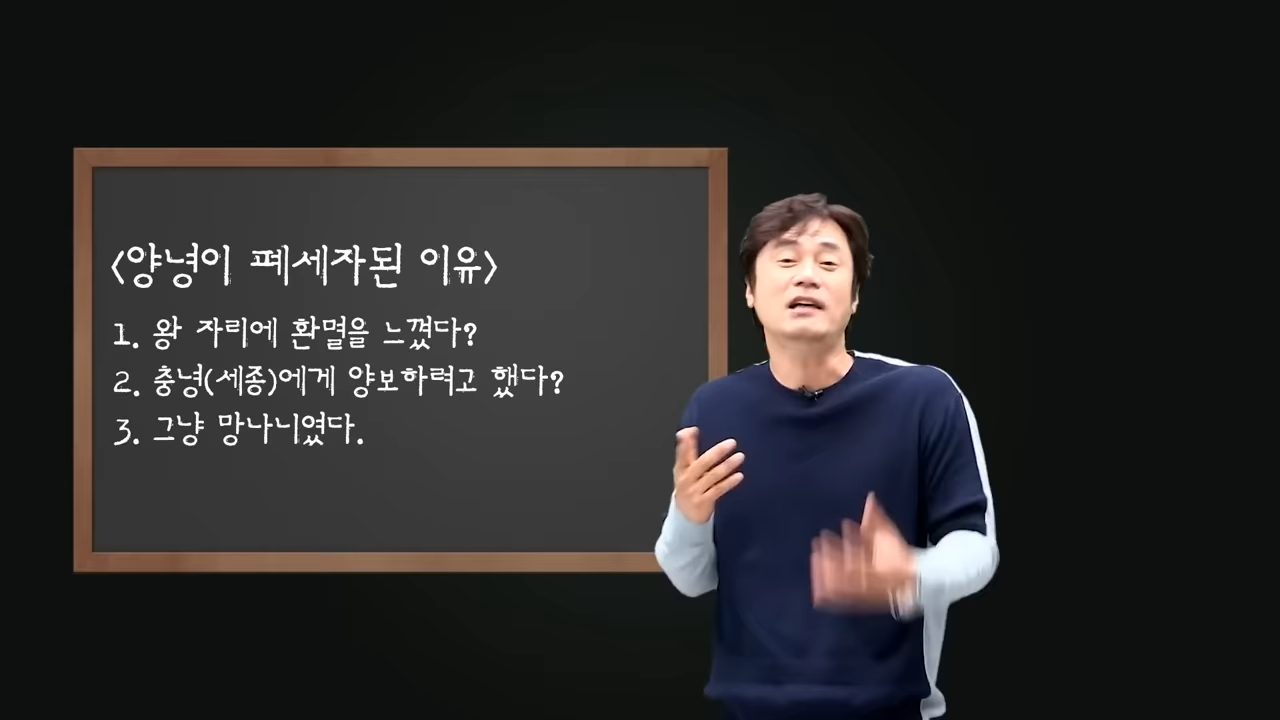 <양녕이 폐세자된 이유>
1. 왕 자리에 환멸을 느꼈다?
2. 충녕(세종)에게 양보하려고 했다?
3. 그냥 망나니였다.